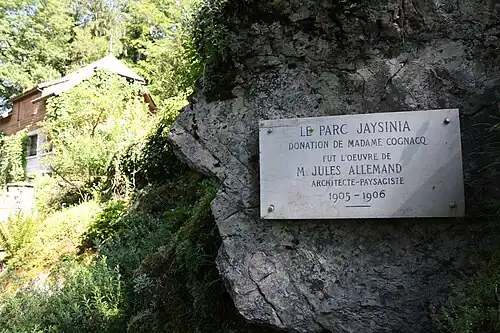 LE PARC JAYSINIA
DONATION DE MADAME COGNACQ
FUT L'OEUVRE DE
M. JULES ALLEMAND
ARCHITECTE-PAYSAGISTE
1905-1906